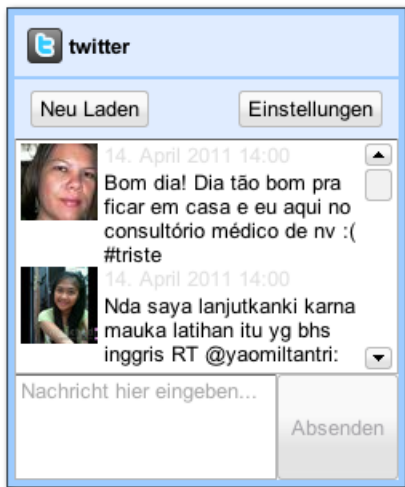 twitter
Neu Laden
Einstellungen
14. April 2011 14:00
Bom dia! Dia tão bom pra
ficar em casa e eu aqui no
consultório médico de nv :(
#triste
14. April 2011 14:00
Nda saya lanjutkanki karna
mauka latihan itu yg bhs
inggris RT @yaomiltantri:
Nachricht hier eingeben...
Absenden